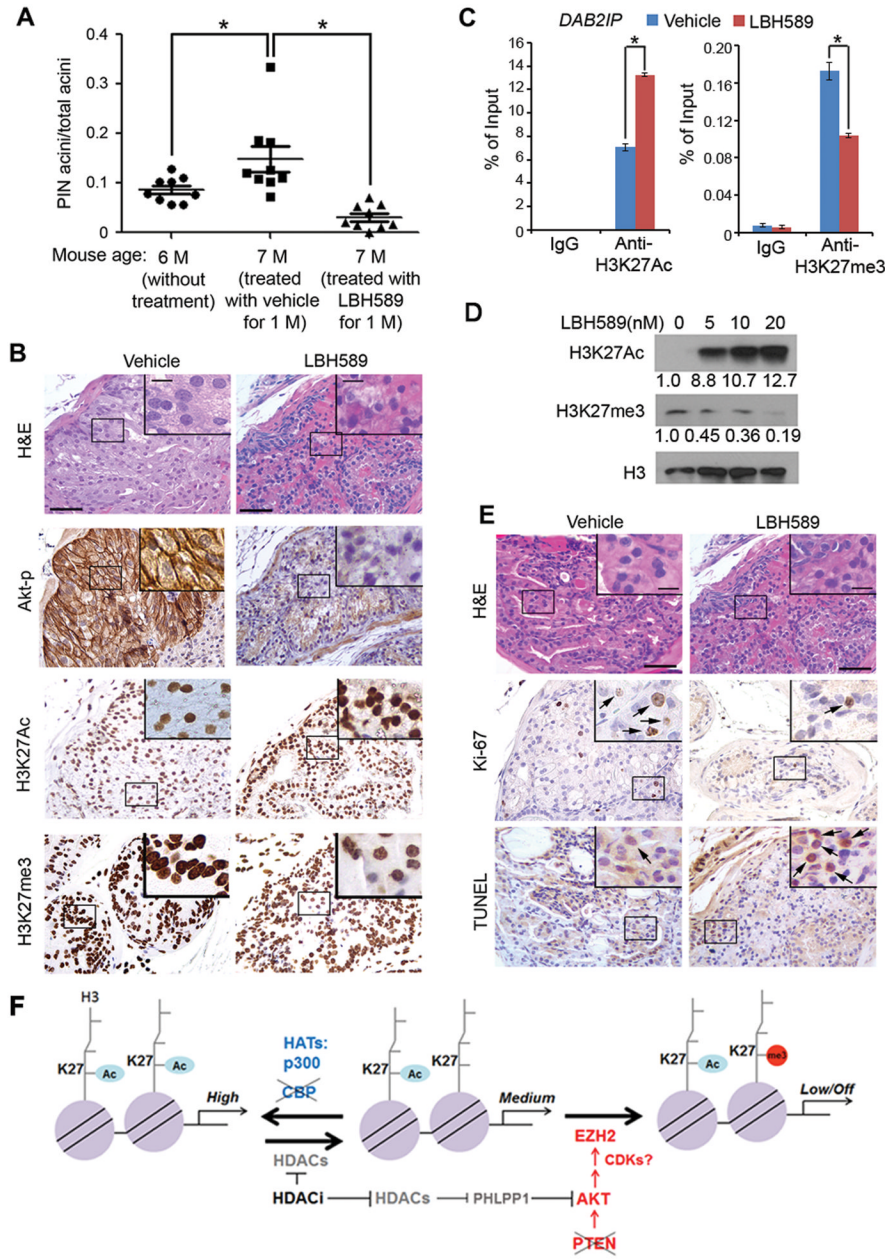 A
*
*
PIN acini/total acini
0.4
0.3
0.2
0.1
0
Mouse age:
6 M
(without
treatment)
7 M
(treated
with vehicle
for 1 M)
7 M
(treated with
LBH589
for 1 M)
C
DAB2IP
Vehicle
LBH589
% of Input
16
14
12
10
8
6
4
2
0
*
IgG
Anti-
H3K27Ac
% of Input
0.20
0.16
0.12
0.08
0.04
0
*
IgG
Anti-
H3K27me3
B
Vehicle
LBH589
H&E
Akt-p
H3K27Ac
H3K27me3
D
LBH589(nM) 0 5 10 20
H3K27Ac
1.0 8.8 10.7 12.7
H3K27me3
1.0 0.45 0.36 0.19
H3
E
Vehicle
LBH589
H&E
Ki-67
TUNEL
F
H3
K27
Ac
K27
Ac
High
HATs:
p300
CBP
HDACs
K27
Ac
K27
Medium
EZH2
CDKs?
K27
Ac
K27
me3
Low/Off
HDACi
HDACs
PHLPP1
AKT
PTEN